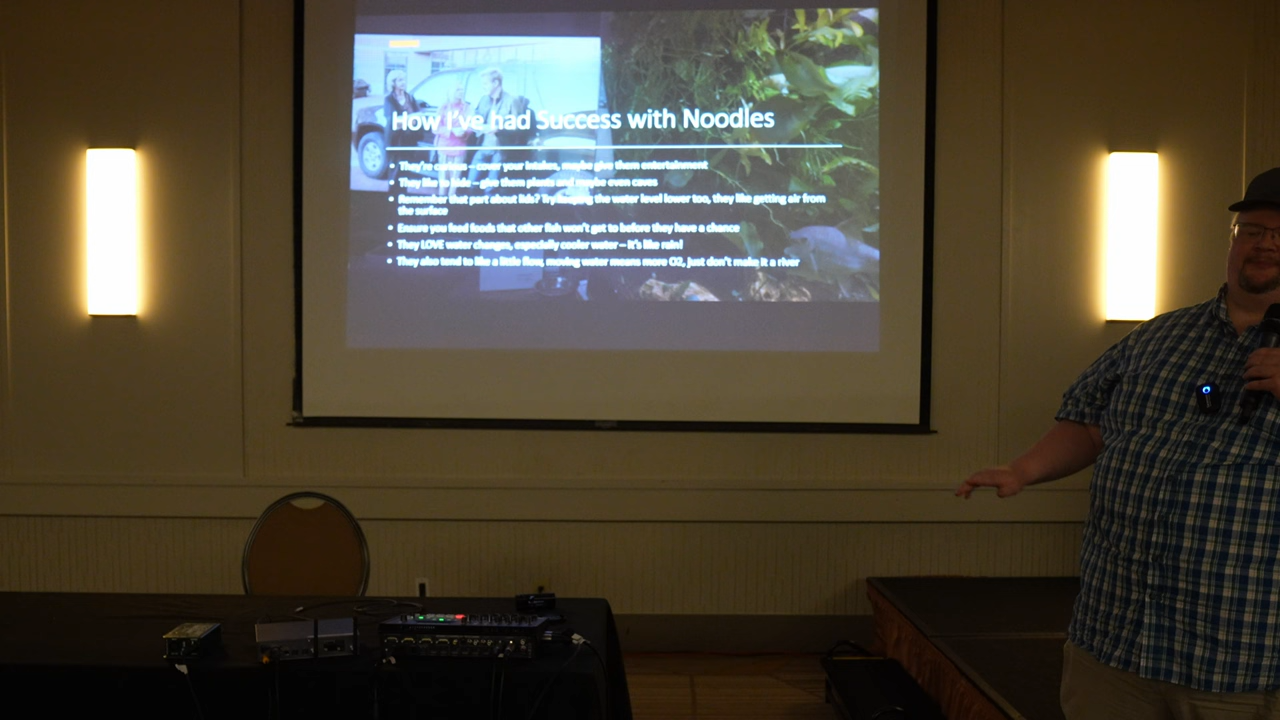 How I've had Success with Noodles
• They're curious – cover your intakes, maybe give them entertainment
• They like to hide – give them plants and maybe even caves
• Remember that part about lids? Try keeping the water level lower too, they like getting air from
the surface
• Ensure you feed foods that other fish won't get to before they have a chance
• They LOVE water changes, especially cooler water – it's like rain!
• They also tend to like a little flow, moving water means more O2, just don't make it a river